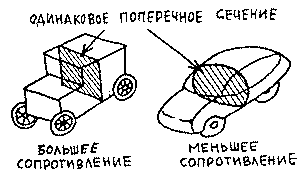 ОДИНАКОВОЕ ПОПЕРЕЧНОЕ СЕЧЕНИЕ
БОЛЬШЕЕ
СОПРОТИВЛЕНИЕ
МЕНЬШЕЕ
СОПРОТИВЛЕНИЕ